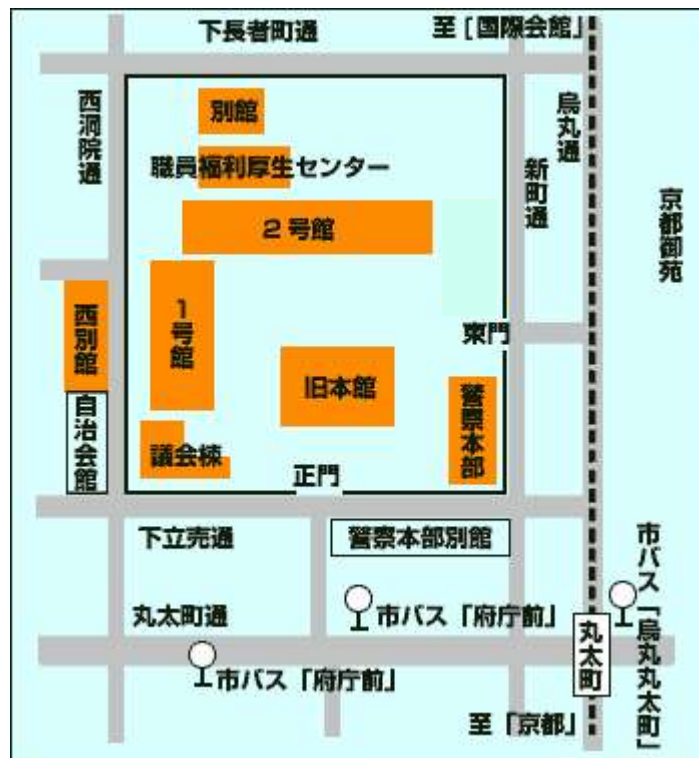 下長者町通
至［国際会館」
西洞院通
別館
烏丸通
職員福利厚生センター
新町通
京都御苑
2号館
1号館
西別館
東門
旧本館
自治会館
警察本部
議会棟
正門
下立売通
警察本部別館
市バス「烏丸丸太町」
丸太町通
市バス「府庁前」
丸太町
市バス「府庁前」
至「京都」